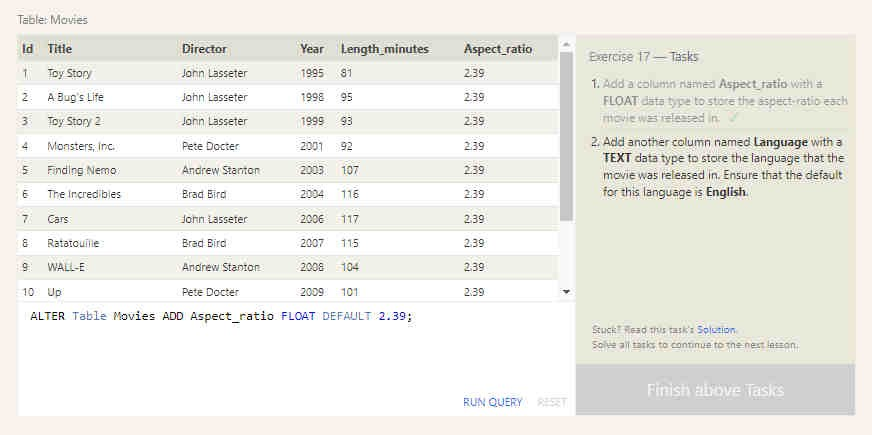 Table: Movies
Id Title Director Year Length_minutes Aspect_ratio
1 Toy Story John Lasseter 1995 81 2.39
2 A Bug's Life John Lasseter 1998 95 2.39
3 Toy Story 2 John Lasseter 1999 93 2.39
4 Monsters, Inc. Pete Docter 2001 92 2.39
5 Finding Nemo Andrew Stanton 2003 107 2.39
6 The Incredibles Brad Bird 2004 116 2.39
7 Cars John Lasseter 2006 117 2.39
8 Ratatouille Brad Bird 2007 115 2.39
9 WALL-E Andrew Stanton 2008 104 2.39
10 Up Pete Docter 2009 101 2.39
ALTER Table Movies ADD Aspect_ratio FLOAT DEFAULT 2.39;
RUN QUERY RESET
Exercise 17 — Tasks
1. Add a column named Aspect_ratio with a
FLOAT data type to store the aspect-ratio each
movie was released in. ✓
2. Add another column named Language with a
TEXT data type to store the language that the
movie was released in. Ensure that the default
for this language is English.
Stuck? Read this task's Solution.
Solve all tasks to continue to the next lesson.
Finish above Tasks